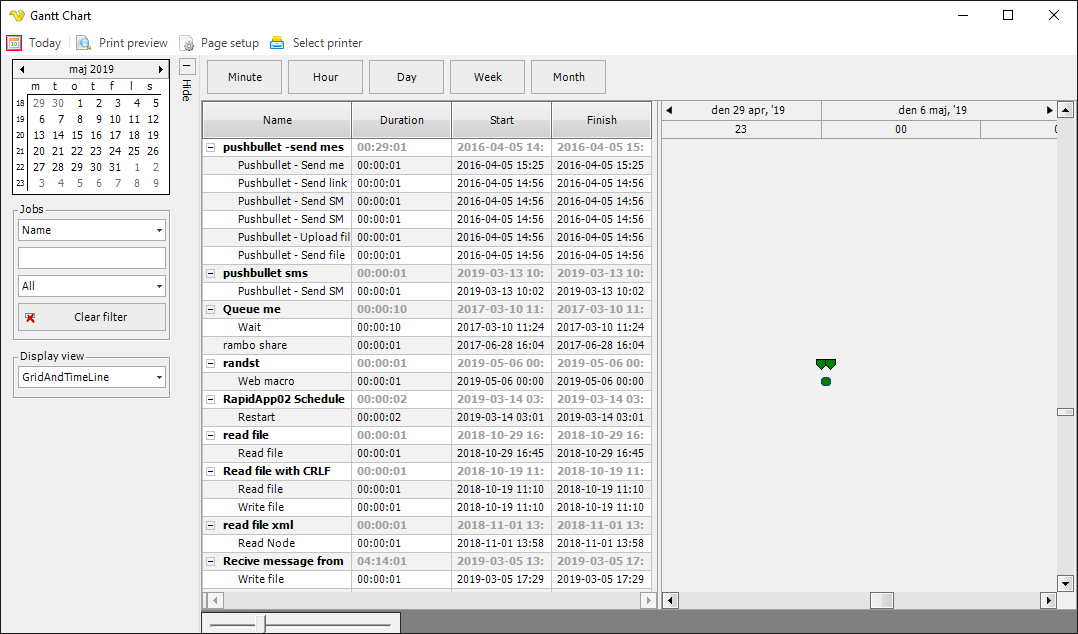 Gantt Chart
Today Print preview Page setup Select printer
maj 2019
m t o t f l s
18 29 30 1 2 3 4 5
19 6 7 8 9 10 11 12
20 13 14 15 16 17 18 19
21 20 21 22 23 24 25 26
22 27 28 29 30 31 1 2
23 3 4 5 6 7 8 9
Hide
Jobs
Name
All
Clear filter
Display view
GridAndTimeLine
Minute Hour Day Week Month
Name Duration Start Finish
pushbullet -send mes 00:29:01 2016-04-05 14: 2016-04-05 15:
Pushbullet - Send me 00:00:01 2016-04-05 15:25 2016-04-05 15:25
Pushbullet - Send link 00:00:01 2016-04-05 14:56 2016-04-05 14:56
Pushbullet - Send SM 00:00:01 2016-04-05 14:56 2016-04-05 14:56
Pushbullet - Send SM 00:00:01 2016-04-05 14:56 2016-04-05 14:56
Pushbullet - Upload fil 00:00:01 2016-04-05 14:56 2016-04-05 14:56
Pushbullet - Send file 00:00:01 2016-04-05 14:56 2016-04-05 14:56
pushbullet sms 00:00:01 2019-03-13 10: 2019-03-13 10:
Pushbullet - Send SM 00:00:01 2019-03-13 10:02 2019-03-13 10:02
Queue me 00:00:10 2017-03-10 11: 2017-03-10 11:
Wait 00:00:10 2017-03-10 11:24 2017-03-10 11:24
rambo share 00:00:01 2017-06-28 16:04 2017-06-28 16:04
randst 00:00:01 2019-05-06 00: 2019-05-06 00:
Web macro 00:00:01 2019-05-06 00:00 2019-05-06 00:00
RapidApp02 Schedule 00:00:02 2019-03-14 03: 2019-03-14 03:
Restart 00:00:02 2019-03-14 03:01 2019-03-14 03:01
read file 00:00:01 2018-10-29 16: 2018-10-29 16:
Read file 00:00:01 2018-10-29 16:45 2018-10-29 16:45
Read file with CRLF 00:00:01 2018-10-19 11: 2018-10-19 11:
Read file 00:00:01 2018-10-19 11:10 2018-10-19 11:10
Write file 00:00:01 2018-10-19 11:10 2018-10-19 11:10
read file xml 00:00:01 2018-11-01 13: 2018-11-01 13:
Read Node 00:00:01 2018-11-01 13:58 2018-11-01 13:58
Recive message from 04:14:01 2019-03-05 13: 2019-03-05 17:
Write file 00:00:01 2019-03-05 17:29 2019-03-05 17:29
den 29 apr, '19 den 6 maj, '19
23 00